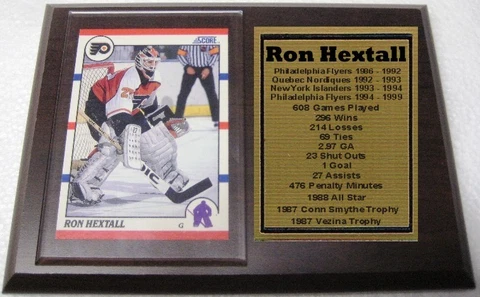 SCORE
27
RON HEXTALL
G
Ron Hextall
Philadelphia Flyers 1986 - 1992
Quebec Nordiques 1992 - 1993
NewYork Islanders 1993 - 1994
Philadelphia Flyers 1994 - 1999
608 Games Played
296 Wins
214 Losses
69 Ties
2.97 GA
23 Shut Outs
1 Goal
27 Assists
476 Penalty Minutes
1988 All Star
1987 Conn Smythe Trophy
1987 Vezina Trophy